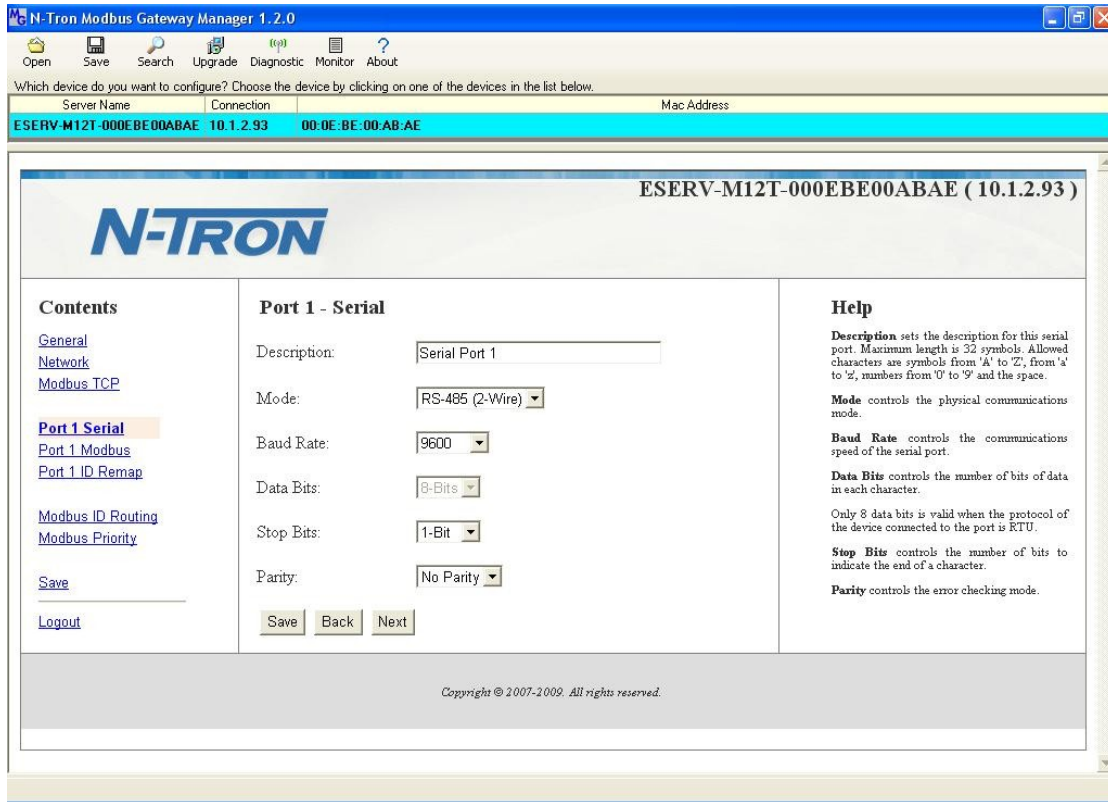 N-Tron Modbus Gateway Manager 1.2.0
Open Save Search Upgrade Diagnostic Monitor About
Which device do you want to configure? Choose the device by clicking on one of the devices in the list below.
Server Name Connection Mac Address
ESERV-M12T-000EBE00ABAE 10.1.2.93 00:0E:BE:00:AB:AE
ESERV-M12T-000EBE00ABAE ( 10.1.2.93 )
N-TRON
Contents
General
Network
Modbus TCP
Port 1 Serial
Port 1 Modbus
Port 1 ID Remap
Modbus ID Routing
Modbus Priority
Save
Logout
Port 1 - Serial
Description: Serial Port 1
Mode: RS-485 (2-Wire)
Baud Rate: 9600
Data Bits: 8-Bits
Stop Bits: 1-Bit
Parity: No Parity
Save Back Next
Help
Description sets the description for this serial
port. Maximum length is 32 symbols. Allowed
characters are symbols from 'A' to 'Z', from 'a'
to 'z', numbers from '0' to '9' and the space.
Mode controls the physical communications
mode.
Baud Rate controls the communications
speed of the serial port.
Data Bits controls the number of bits of data
in each character.
Only 8 data bits is valid when the protocol of
the device connected to the port is RTU.
Stop Bits controls the number of bits to
indicate the end of a character.
Parity controls the error checking mode.
Copyright © 2007-2009. All rights reserved.